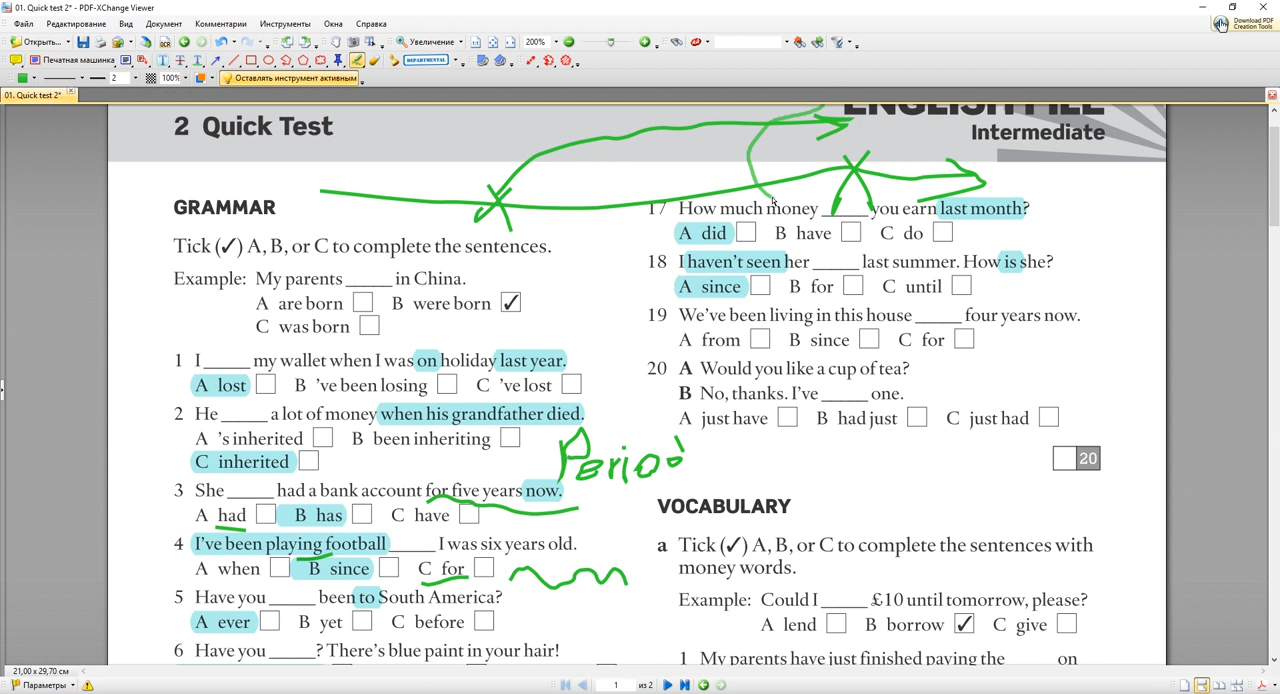 01. Quick test 2* - PDF-XChange Viewer
Файл Редактирование Вид Документ Комментарии Инструменты Окна Справка
Download PDF
Creation Tools
Открыть... OCR Увеличение 200%
Печатная машинка DEPARTMENTAL
2 100% Оставлять инструмент активным
01. Quick test 2*
ENGLISH FILE
Intermediate
2 Quick Test
GRAMMAR
Tick (✓) A, B, or C to complete the sentences.
Example: My parents _____ in China.
A are born B were born ✓
C was born
1 I _____ my wallet when I was on holiday last year.
A lost B 've been losing C 've lost
2 He _____ a lot of money when his grandfather died.
A 's inherited B been inheriting
C inherited
Period
3 She _____ had a bank account for five years now.
A had B has C have
4 I've been playing football _____ I was six years old.
A when B since C for
5 Have you _____ been to South America?
A ever B yet C before
6 Have you _____? There's blue paint in your hair!
17 How much money _____ you earn last month?
A did B have C do
18 I haven't seen her _____ last summer. How is she?
A since B for C until
19 We've been living in this house _____ four years now.
A from B since C for
20 A Would you like a cup of tea?
B No, thanks. I've _____ one.
A just have B had just C just had
20
VOCABULARY
a Tick (✓) A, B, or C to complete the sentences with
money words.
Example: Could I _____ £10 until tomorrow, please?
A lend B borrow ✓ C give
1 My parents have just finished paying the _____ on
21,00 x 29,70 см
Параметры 1 из 2